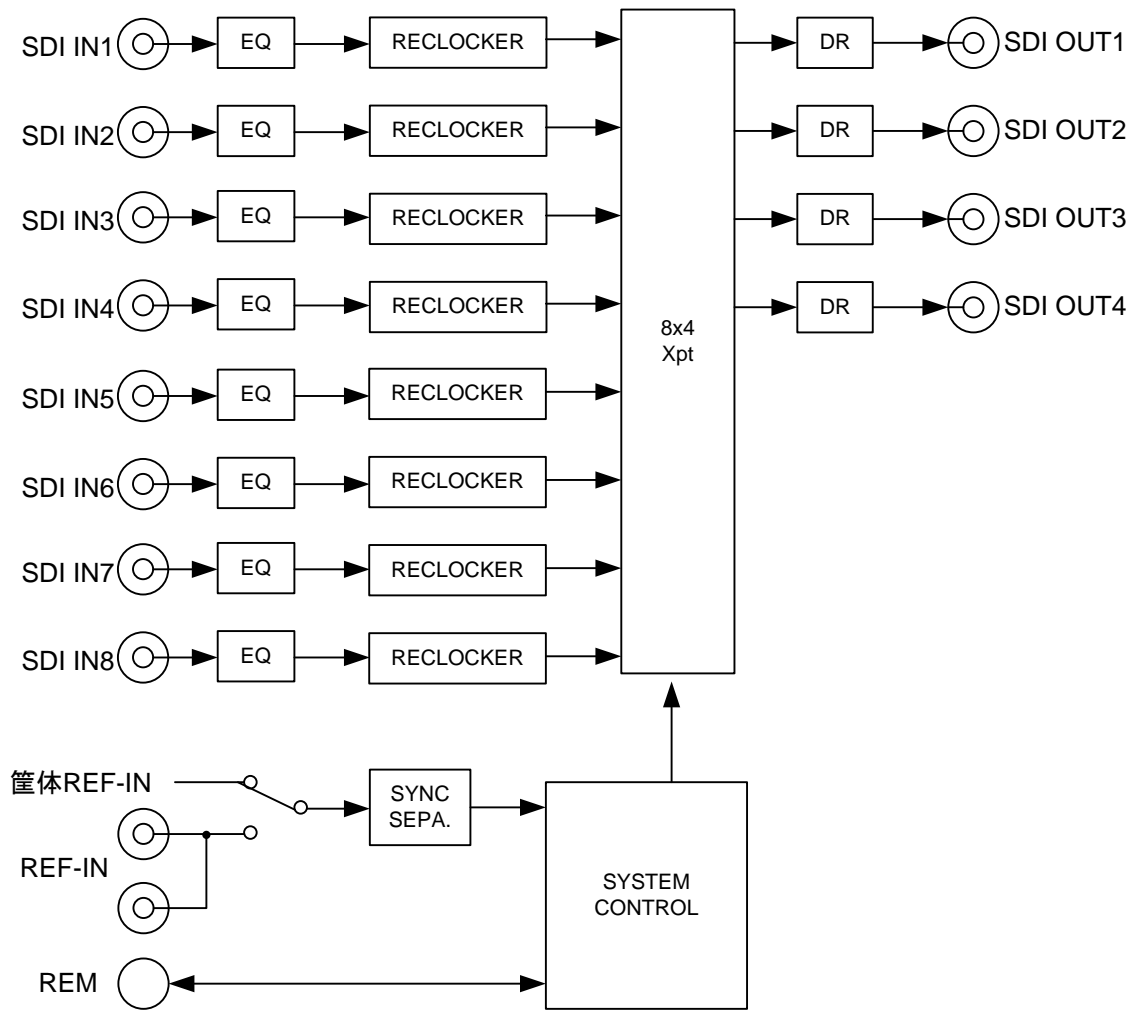 SDI IN1 EQ RECLOCKER DR SDI OUT1
SDI IN2 EQ RECLOCKER DR SDI OUT2
SDI IN3 EQ RECLOCKER DR SDI OUT3
SDI IN4 EQ RECLOCKER DR SDI OUT4
8x4
Xpt
SDI IN5 EQ RECLOCKER
SDI IN6 EQ RECLOCKER
SDI IN7 EQ RECLOCKER
SDI IN8 EQ RECLOCKER
筐体REF-IN
SYNC
SEPA.
REF-IN
SYSTEM
CONTROL
REM